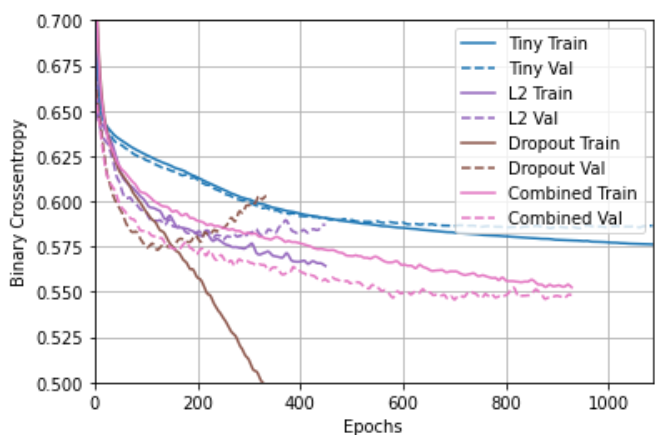 0.700
0.675
0.650
0.625
0.600
0.575
0.550
0.525
0.500
Binary Crossentropy
Tiny Train
Tiny Val
L2 Train
L2 Val
Dropout Train
Dropout Val
Combined Train
Combined Val
0 200 400 600 800 1000
Epochs